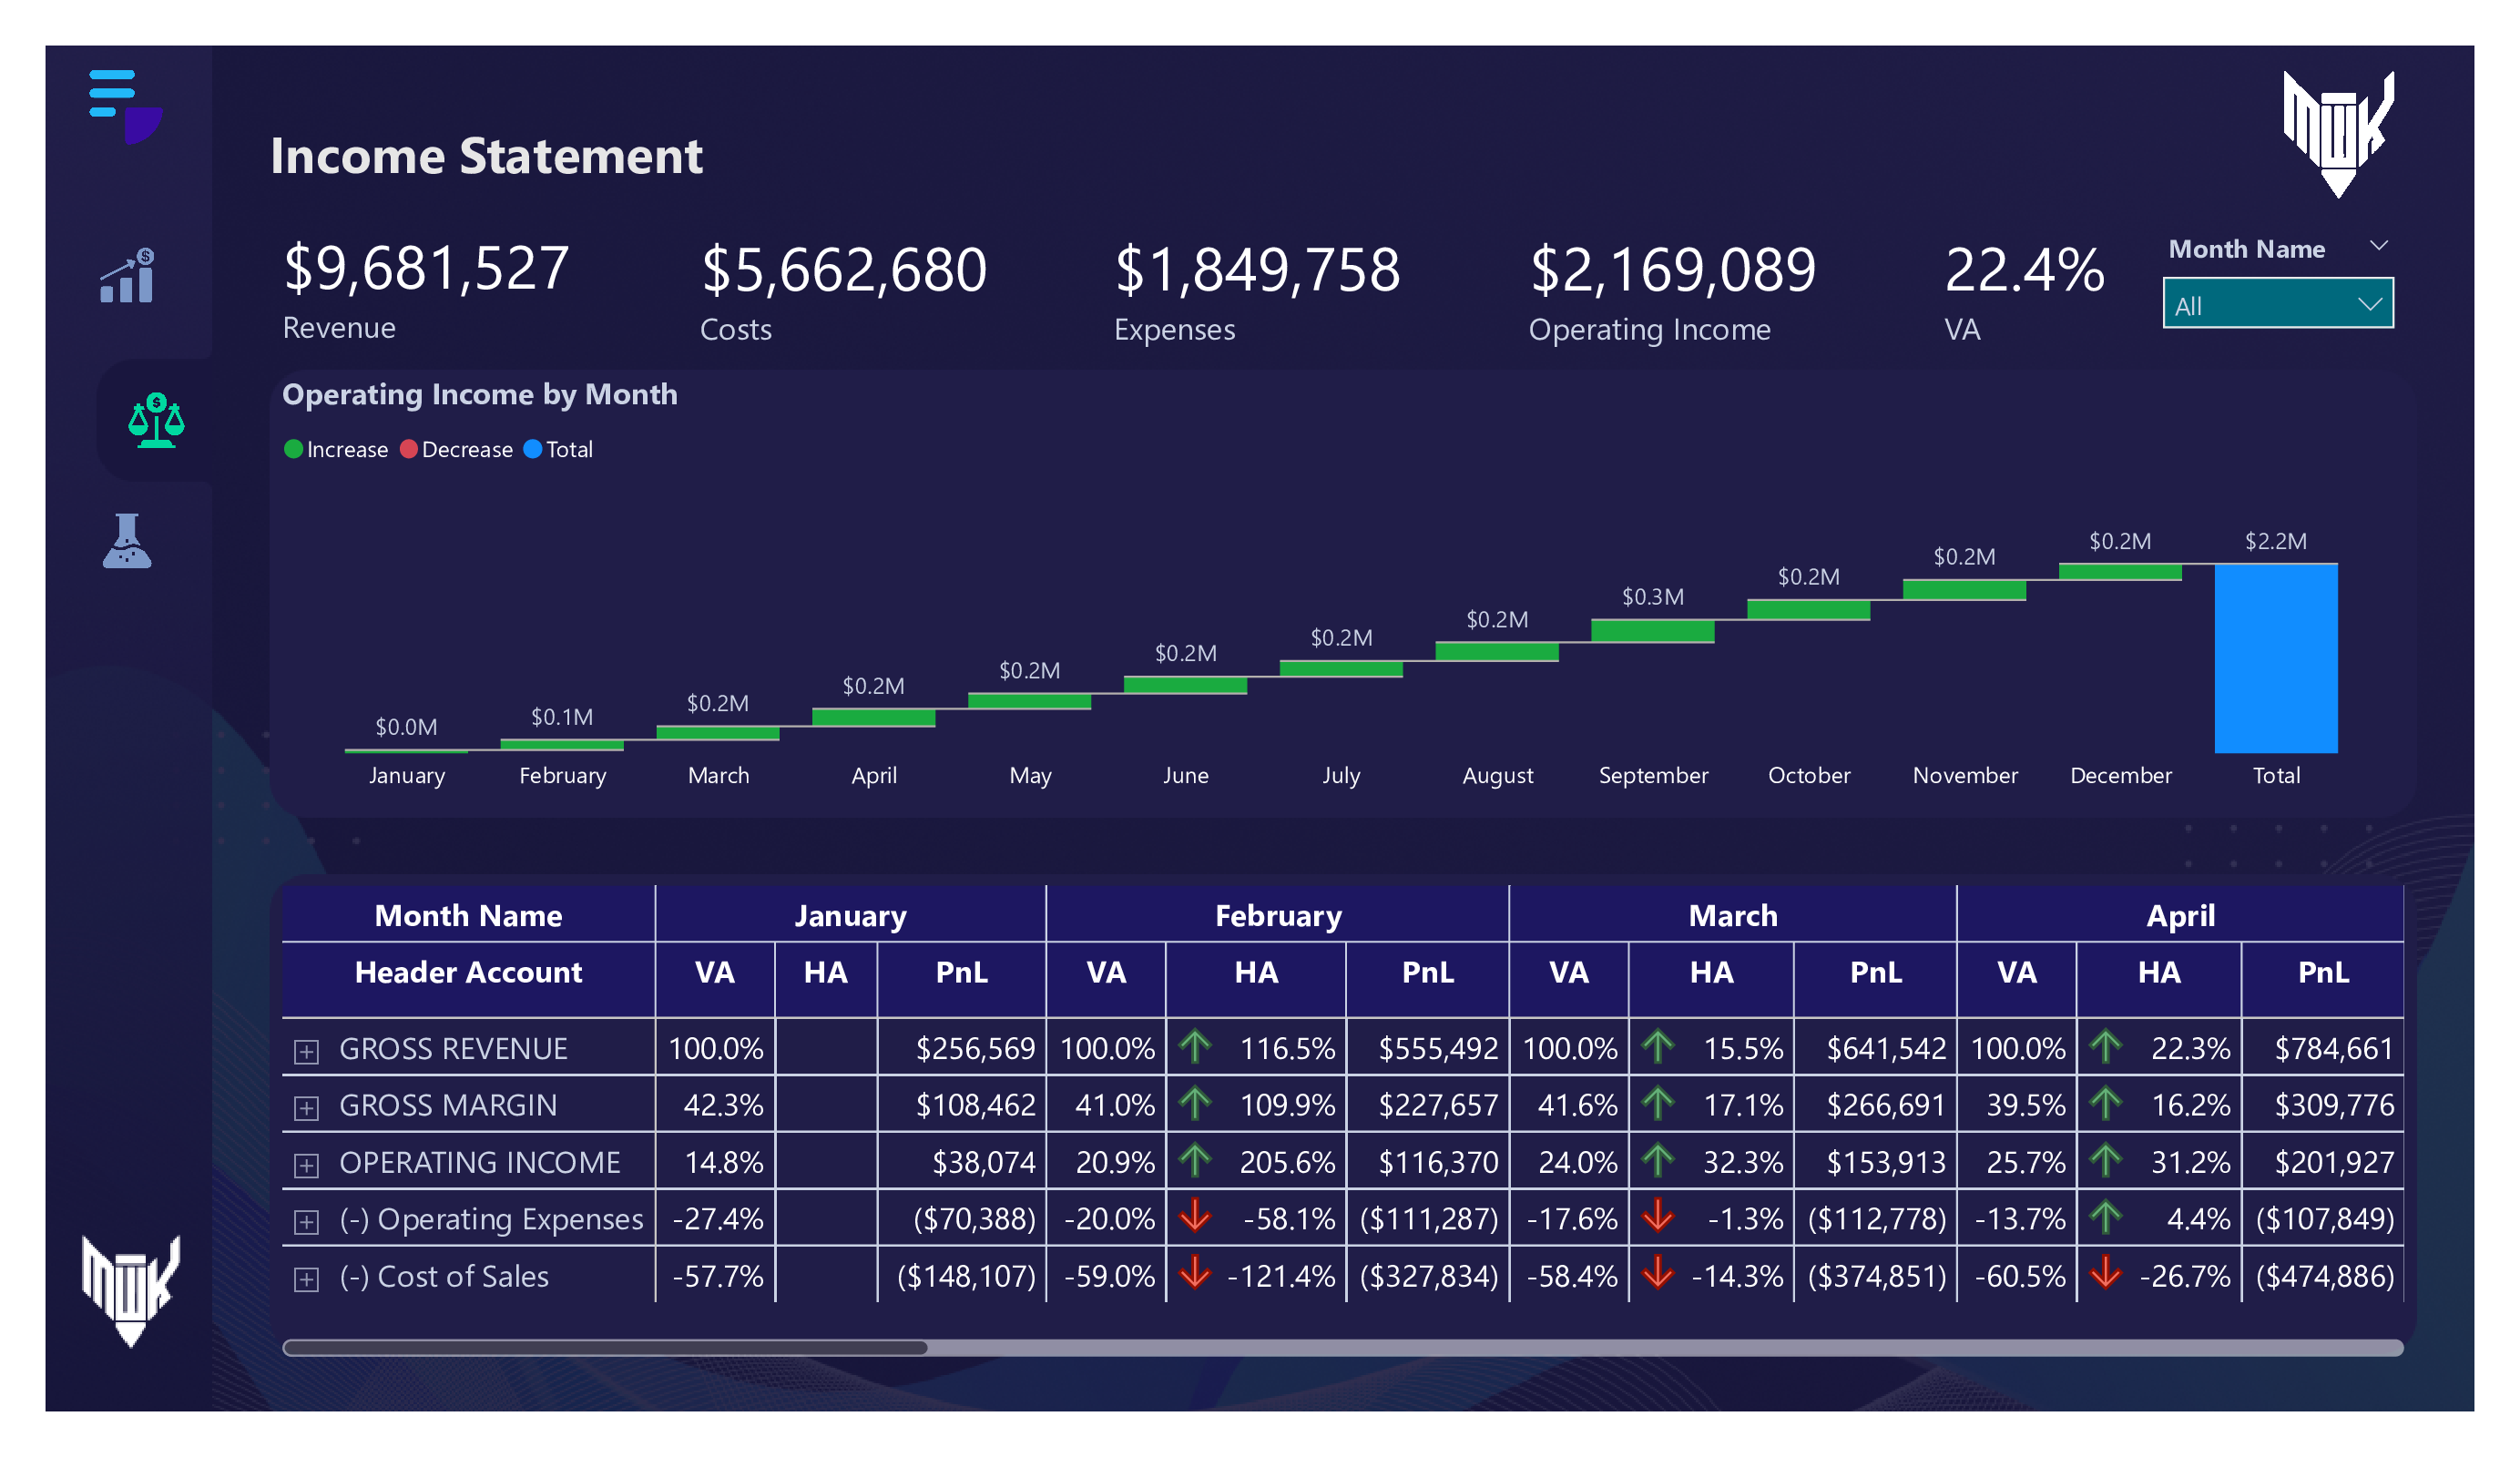 Income Statement
MWK
$9,681,527 $5,662,680 $1,849,758 $2,169,089 22.4% Month Name
Revenue Costs Expenses Operating Income VA All
Operating Income by Month
Increase Decrease Total
$0.0M $0.1M $0.2M $0.2M $0.2M $0.2M $0.2M $0.2M $0.3M $0.2M $0.2M $0.2M $2.2M
January February March April May June July August September October November December Total
Month Name January February March April
Header Account VA HA PnL VA HA PnL VA HA PnL VA HA PnL
GROSS REVENUE 100.0% $256,569 100.0% 116.5% $555,492 100.0% 15.5% $641,542 100.0% 22.3% $784,661
GROSS MARGIN 42.3% $108,462 41.0% 109.9% $227,657 41.6% 17.1% $266,691 39.5% 16.2% $309,776
OPERATING INCOME 14.8% $38,074 20.9% 205.6% $116,370 24.0% 32.3% $153,913 25.7% 31.2% $201,927
(-) Operating Expenses -27.4% ($70,388) -20.0% -58.1% ($111,287) -17.6% -1.3% ($112,778) -13.7% 4.4% ($107,849)
(-) Cost of Sales -57.7% ($148,107) -59.0% -121.4% ($327,834) -58.4% -14.3% ($374,851) -60.5% -26.7% ($474,886)
MWK